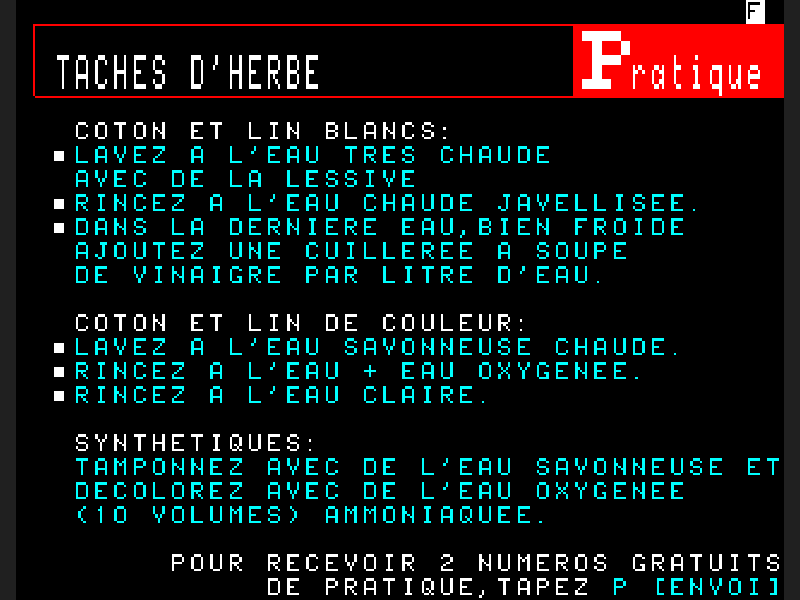 F
TACHES D'HERBE
Pratique
COTON ET LIN BLANCS:
LAVEZ A L'EAU TRES CHAUDE
AVEC DE LA LESSIVE
RINCEZ A L'EAU CHAUDE JAVELLISEE.
DANS LA DERNIERE EAU,BIEN FROIDE
AJOUTEZ UNE CUILLEREE A SOUPE
DE VINAIGRE PAR LITRE D'EAU.
COTON ET LIN DE COULEUR:
LAVEZ A L'EAU SAVONNEUSE CHAUDE.
RINCEZ A L'EAU + EAU OXYGENEE.
RINCEZ A L'EAU CLAIRE.
SYNTHETIQUES:
TAMPONNEZ AVEC DE L'EAU SAVONNEUSE ET
DECOLOREZ AVEC DE L'EAU OXYGENEE
(10 VOLUMES) AMMONIAQUEE.
POUR RECEVOIR 2 NUMEROS GRATUITS
DE PRATIQUE,TAPEZ P [ENVOI]